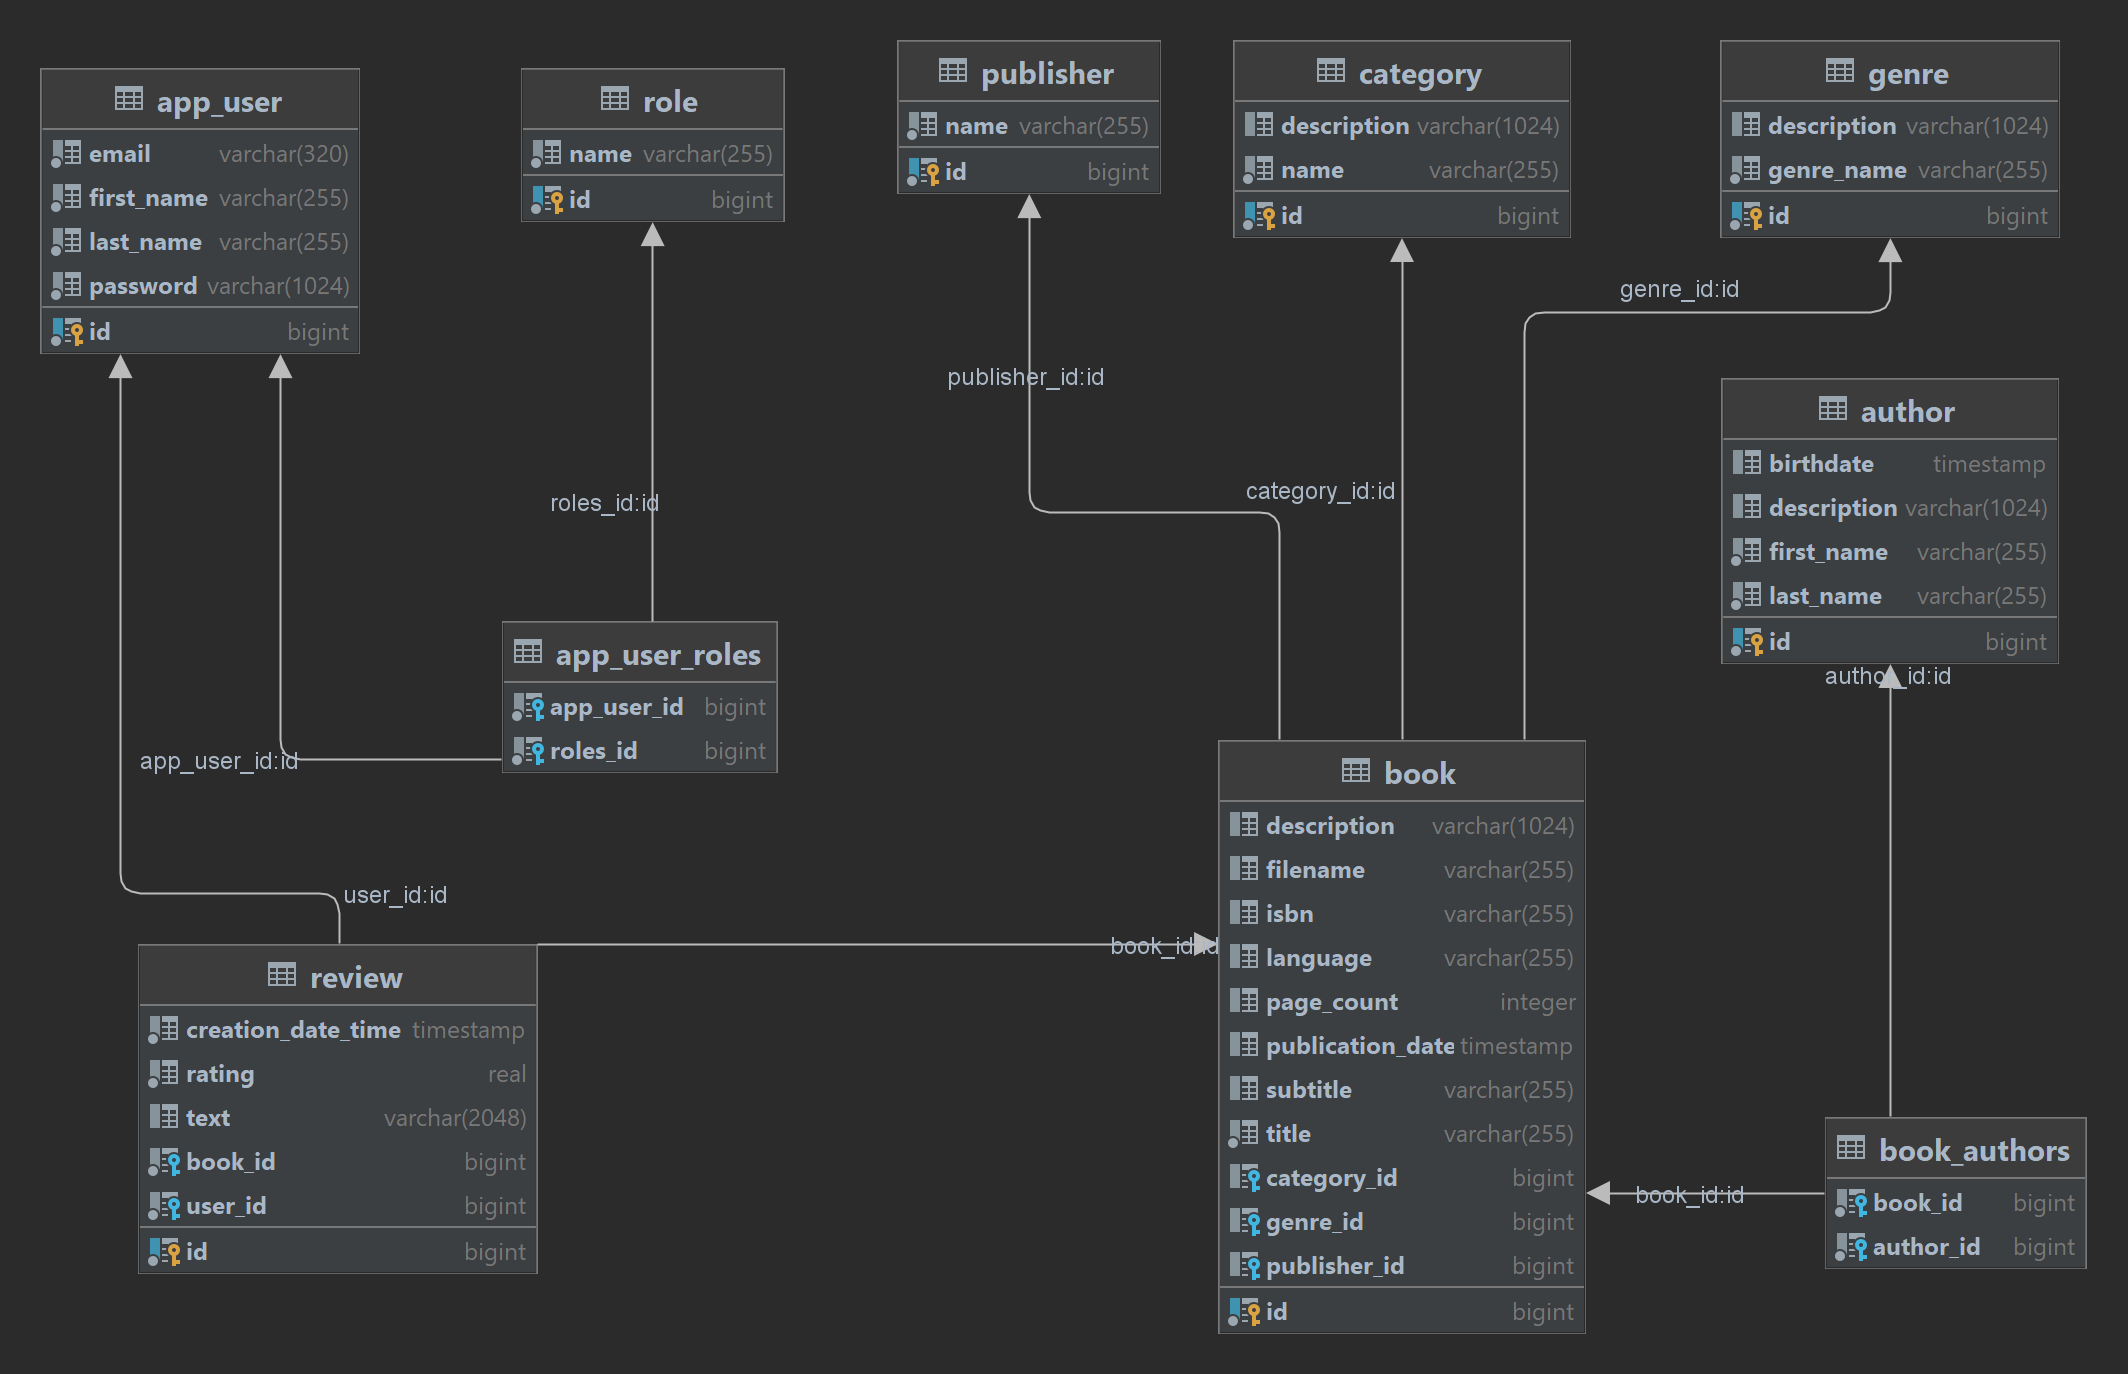 app_user
email varchar(320)
first_name varchar(255)
last_name varchar(255)
password varchar(1024)
id bigint
role
name varchar(255)
id bigint
publisher
name varchar(255)
id bigint
category
description varchar(1024)
name varchar(255)
id bigint
genre
description varchar(1024)
genre_name varchar(255)
id bigint
genre_id:id
publisher_id:id
category_id:id
roles_id:id
author
birthdate timestamp
description varchar(1024)
first_name varchar(255)
last_name varchar(255)
id bigint
author_id:id
app_user_roles
app_user_id bigint
roles_id bigint
app_user_id:id
user_id:id
book_id:id
review
creation_date_time timestamp
rating real
text varchar(2048)
book_id bigint
user_id bigint
id bigint
book
description varchar(1024)
filename varchar(255)
isbn varchar(255)
language varchar(255)
page_count integer
publication_date timestamp
subtitle varchar(255)
title varchar(255)
category_id bigint
genre_id bigint
publisher_id bigint
id bigint
book_id:id
book_authors
book_id bigint
author_id bigint